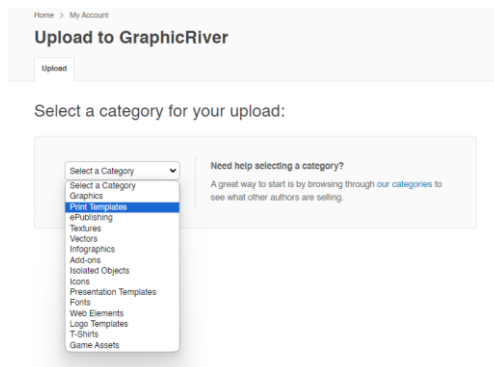 Home > My Account
Upload to GraphicRiver
Upload
Select a category for your upload:
Select a Category
Select a Category
Graphics
Print Templates
ePublishing
Textures
Vectors
Infographics
Add-ons
Isolated Objects
Icons
Presentation Templates
Fonts
Web Elements
Logo Templates
T-Shirts
Game Assets
Need help selecting a category?
A great way to start is by browsing through our categories to
see what other authors are selling.